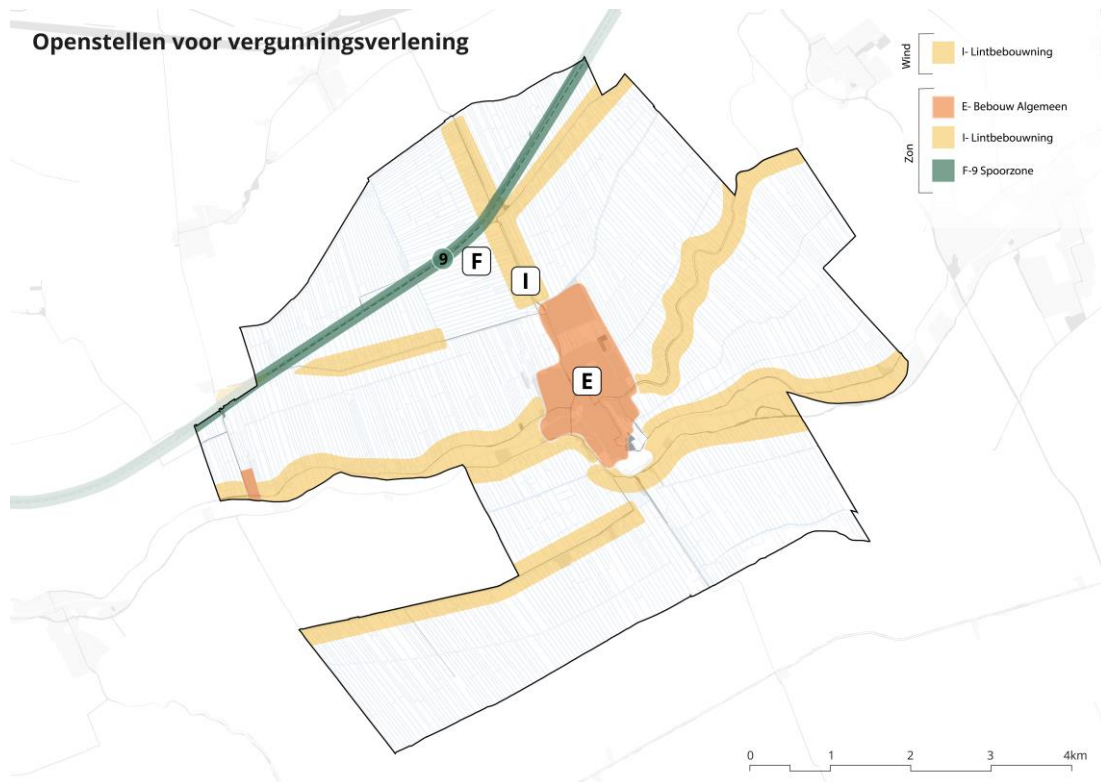 Openstellen voor vergunningsverlening
Wind
I- Lintbebouwning
Zon
E- Bebouw Algemeen
I- Lintbebouwning
F-9 Spoorzone
9
F
I
E
0 1 2 3 4km